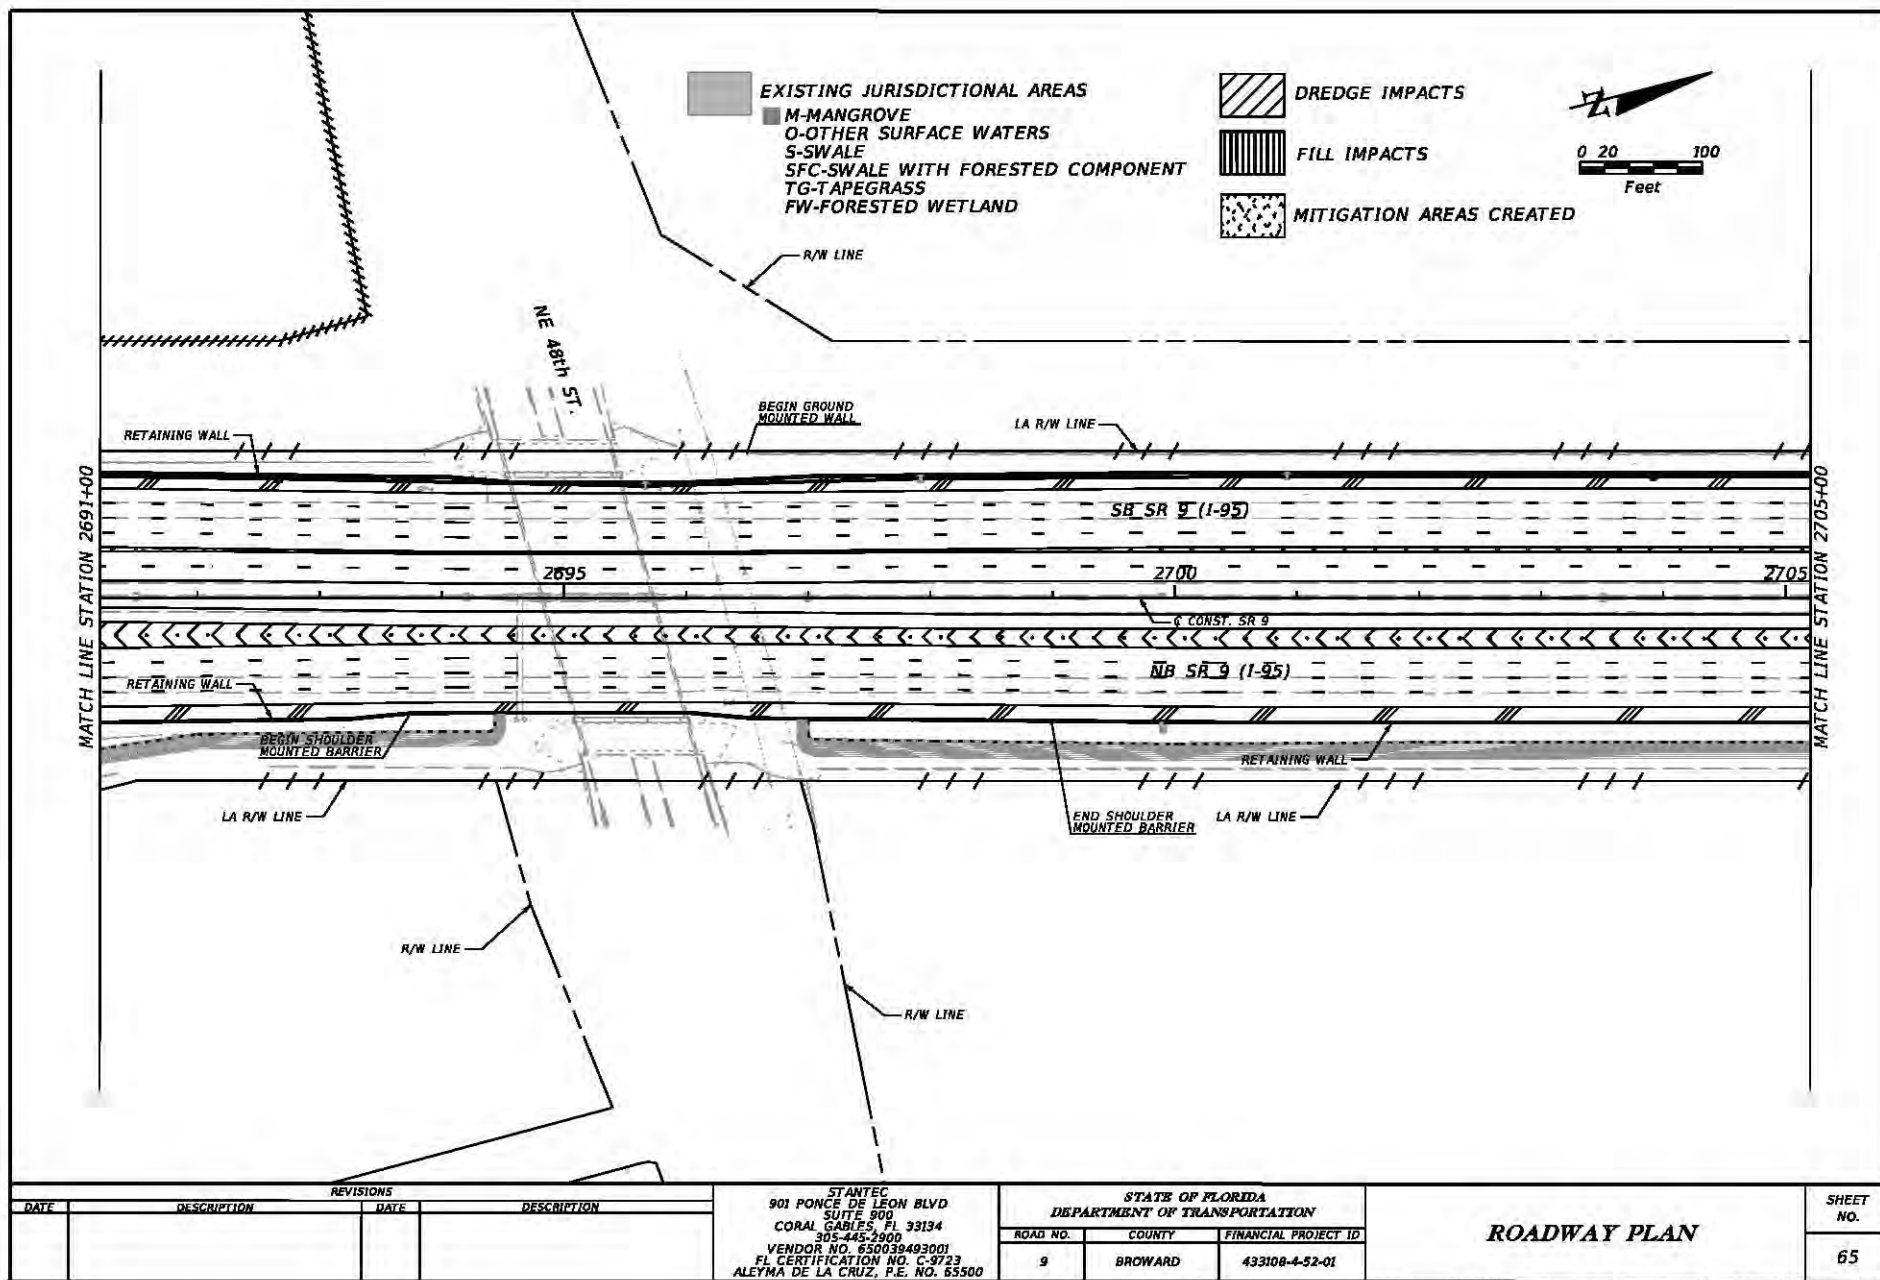 EXISTING JURISDICTIONAL AREAS
M-MANGROVE
O-OTHER SURFACE WATERS
S-SWALE
SFC-SWALE WITH FORESTED COMPONENT
TG-TAPEGRASS
FW-FORESTED WETLAND
DREDGE IMPACTS
FILL IMPACTS
MITIGATION AREAS CREATED
N
0 20 100
Feet
R/W LINE
NE 48th ST.
BEGIN GROUND
MOUNTED WALL
RETAINING WALL
LA R/W LINE
MATCH LINE STATION 2691+00
MATCH LINE STATION 2705+00
SB SR 9 (I-95)
2695
2700
2705
℄ CONST. SR 9
NB SR 9 (I-95)
RETAINING WALL
BEGIN SHOULDER
MOUNTED BARRIER
RETAINING WALL
LA R/W LINE
END SHOULDER
MOUNTED BARRIER
LA R/W LINE
R/W LINE
R/W LINE
REVISIONS
DATE DESCRIPTION DATE DESCRIPTION
STANTEC
901 PONCE DE LEON BLVD
SUITE 900
CORAL GABLES, FL 33134
305-445-2900
VENDOR NO. 650039493001
FL CERTIFICATION NO. C-9723
ALEYMA DE LA CRUZ, P.E. NO. 65500
STATE OF FLORIDA
DEPARTMENT OF TRANSPORTATION
ROAD NO. COUNTY FINANCIAL PROJECT ID
9 BROWARD 433108-4-52-01
ROADWAY PLAN
SHEET
NO.
65